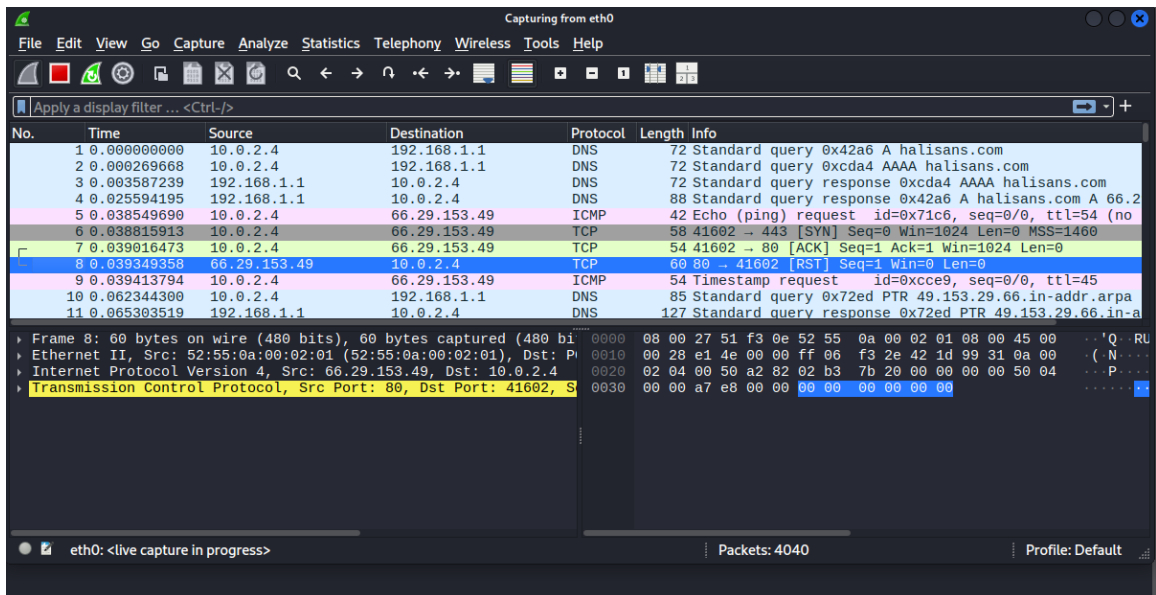 Capturing from eth0
File Edit View Go Capture Analyze Statistics Telephony Wireless Tools Help
Apply a display filter … <Ctrl-/>
No. Time Source Destination Protocol Length Info
1 0.000000000 10.0.2.4 192.168.1.1 DNS 72 Standard query 0x42a6 A halisans.com
2 0.000269668 10.0.2.4 192.168.1.1 DNS 72 Standard query 0xcda4 AAAA halisans.com
3 0.003587239 192.168.1.1 10.0.2.4 DNS 72 Standard query response 0xcda4 AAAA halisans.com
4 0.025594195 192.168.1.1 10.0.2.4 DNS 88 Standard query response 0x42a6 A halisans.com A 66.2
5 0.038549690 10.0.2.4 66.29.153.49 ICMP 42 Echo (ping) request id=0x71c6, seq=0/0, ttl=54 (no
6 0.038815913 10.0.2.4 66.29.153.49 TCP 58 41602 → 443 [SYN] Seq=0 Win=1024 Len=0 MSS=1460
7 0.039016473 10.0.2.4 66.29.153.49 TCP 54 41602 → 80 [ACK] Seq=1 Ack=1 Win=1024 Len=0
8 0.039349358 66.29.153.49 10.0.2.4 TCP 60 80 → 41602 [RST] Seq=1 Win=0 Len=0
9 0.039413794 10.0.2.4 66.29.153.49 ICMP 54 Timestamp request id=0xcce9, seq=0/0, ttl=45
10 0.062344300 10.0.2.4 192.168.1.1 DNS 85 Standard query 0x72ed PTR 49.153.29.66.in-addr.arpa
11 0.065303519 192.168.1.1 10.0.2.4 DNS 127 Standard query response 0x72ed PTR 49.153.29.66.in-a
Frame 8: 60 bytes on wire (480 bits), 60 bytes captured (480 bi
Ethernet II, Src: 52:55:0a:00:02:01 (52:55:0a:00:02:01), Dst: P
Internet Protocol Version 4, Src: 66.29.153.49, Dst: 10.0.2.4
Transmission Control Protocol, Src Port: 80, Dst Port: 41602, S
0000 08 00 27 51 f3 0e 52 55 0a 00 02 01 08 00 45 00 ··'Q··RU
0010 00 28 e1 4e 00 00 ff 06 f3 2e 42 1d 99 31 0a 00 ·(·N····
0020 02 04 00 50 a2 82 02 b3 7b 20 00 00 00 00 50 04 ···P····
0030 00 00 a7 e8 00 00 00 00 00 00 00 00 ········
eth0: <live capture in progress> Packets: 4040 Profile: Default